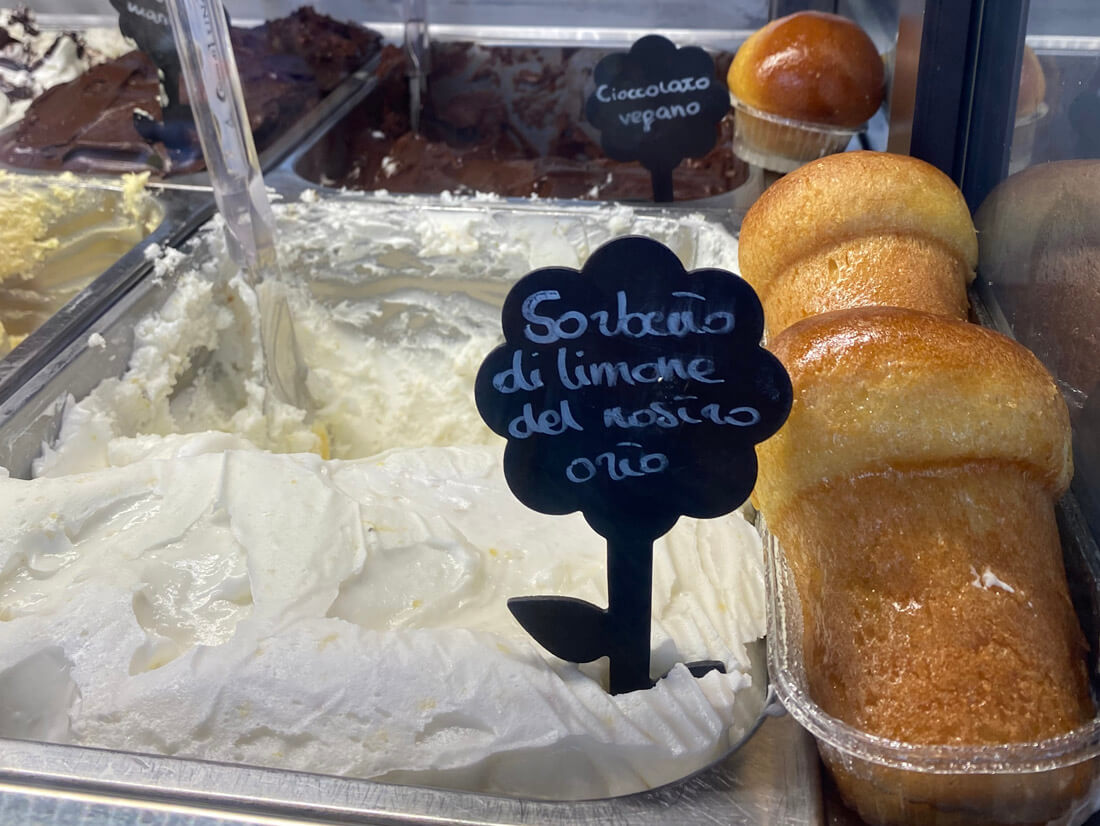 Cioccolato
vegano
Sorbetto
di limone
del nostro
orto